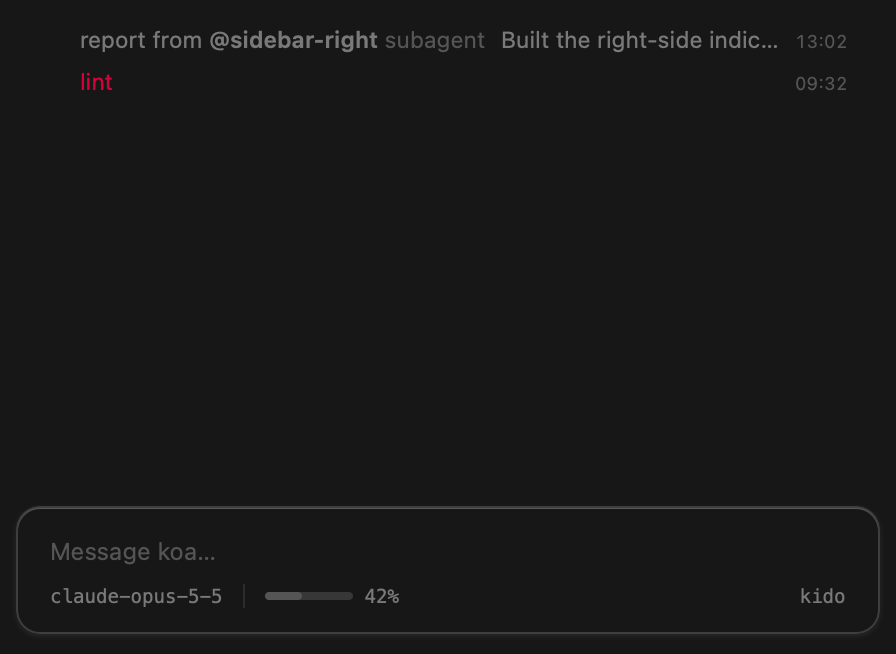 report from @sidebar-right subagent Built the right-side indic... 13:02
lint 09:32
Message koa...
claude-opus-5-5 42% kido